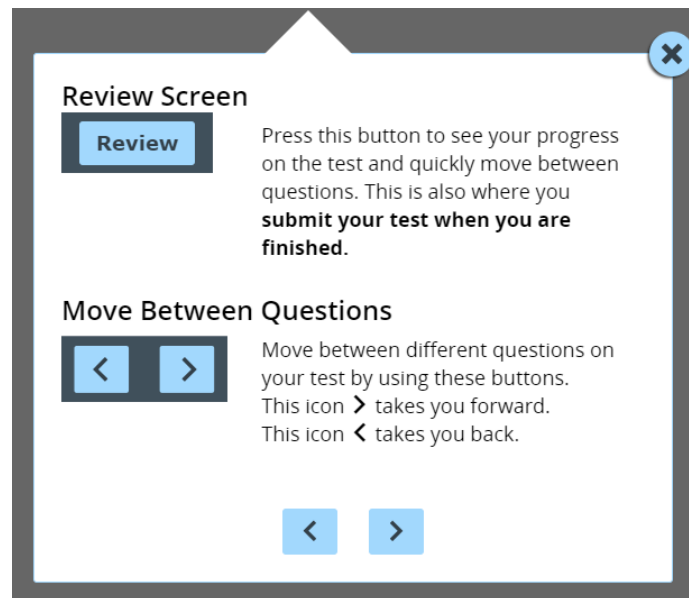 Review Screen
Review
Press this button to see your progress
on the test and quickly move between
questions. This is also where you
submit your test when you are
finished.
Move Between Questions
Move between different questions on
your test by using these buttons.
This icon > takes you forward.
This icon < takes you back.